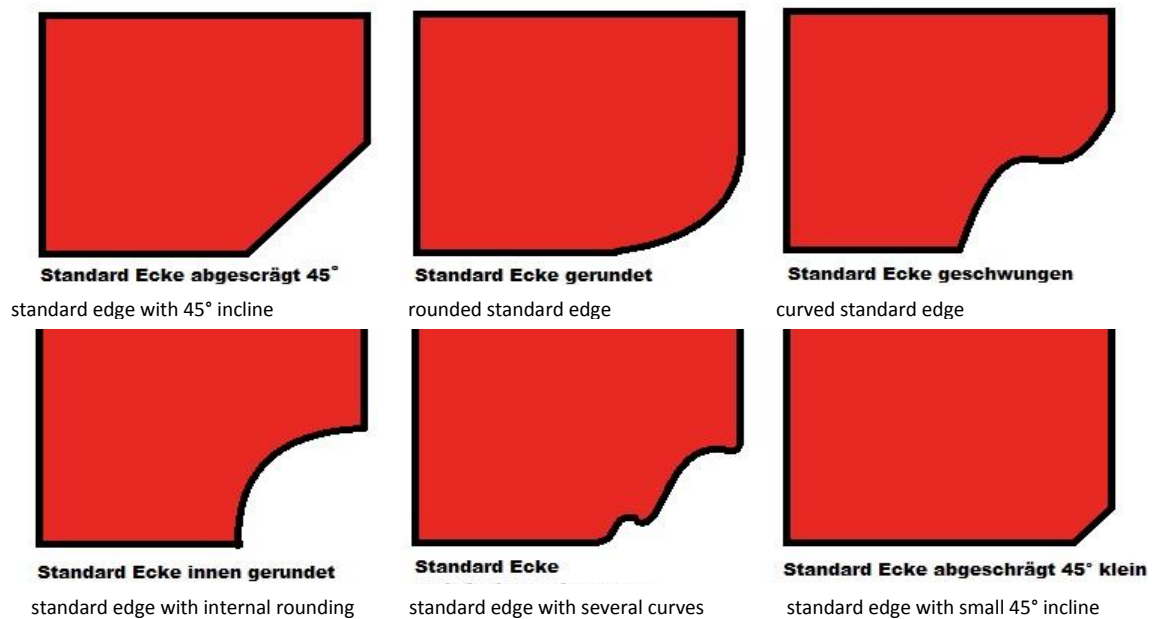 Standard Ecke abgescrägt 45°
Standard Ecke gerundet
Standard Ecke geschwungen
standard edge with 45° incline
rounded standard edge
curved standard edge
Standard Ecke innen gerundet
Standard Ecke
Standard Ecke abgeschrägt 45° klein
standard edge with internal rounding
standard edge with several curves
standard edge with small 45° incline